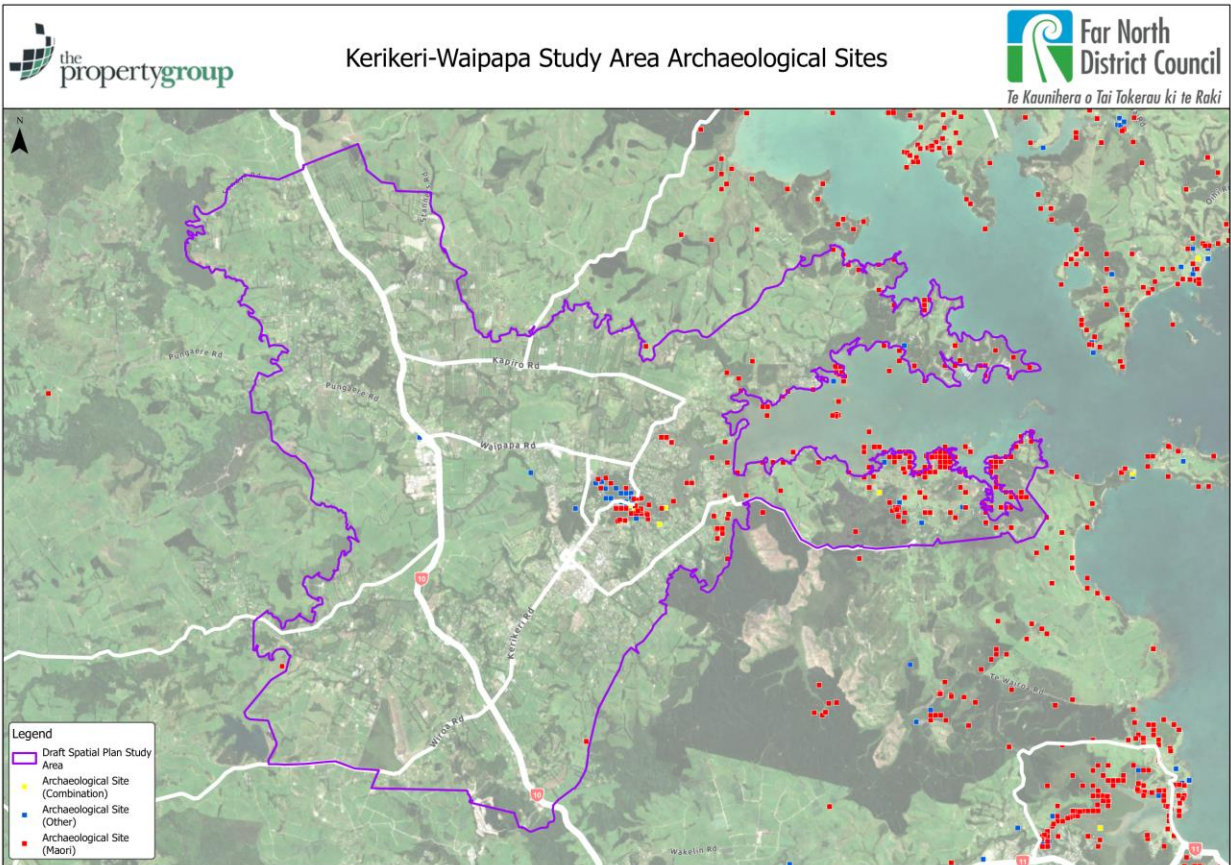 the
propertygroup
Kerikeri-Waipapa Study Area Archaeological Sites
Far North
District Council
Te Kaunihera o Tai Tokerau ki te Raki
N
Pungaere Rd
Pungaere Rd
Kapiro Rd
Waipapa Rd
10
Kerikeri Rd
Wiroa Rd
10
Te Wairoa Rd
Wakelin Rd
11
11
Legend
Draft Spatial Plan Study
Area
Archaeological Site
(Combination)
Archaeological Site
(Other)
Archaeological Site
(Maori)